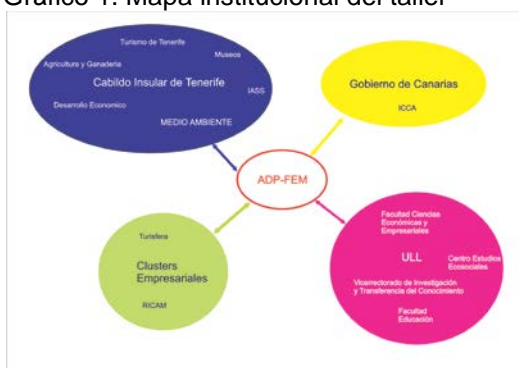 Gráfico 1. Mapa institucional del taller
Turismo de Tenerife
Museos
Agricultura y Ganaderia
Cabildo Insular de Tenerife
IASS
Desarrollo Economico
MEDIO AMBIENTE
Gobierno de Canarias
ICCA
ADP-FEM
Turisfera
Clusters
Empresariales
RICAM
Facultad Ciencias
Económicas y
Empresariales
ULL
Centro Estudios
Ecosociales
Vicerrectorado de Investigación
y Transferencia del Conocimiento
Facultad
Educación